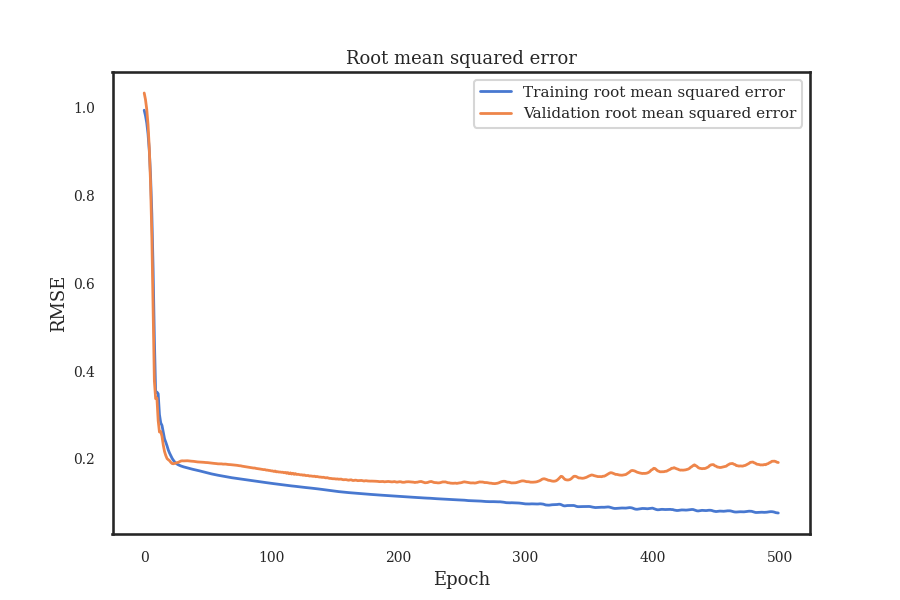 Root mean squared error
Training root mean squared error
Validation root mean squared error
RMSE
1.0
0.8
0.6
0.4
0.2
0 100 200 300 400 500
Epoch